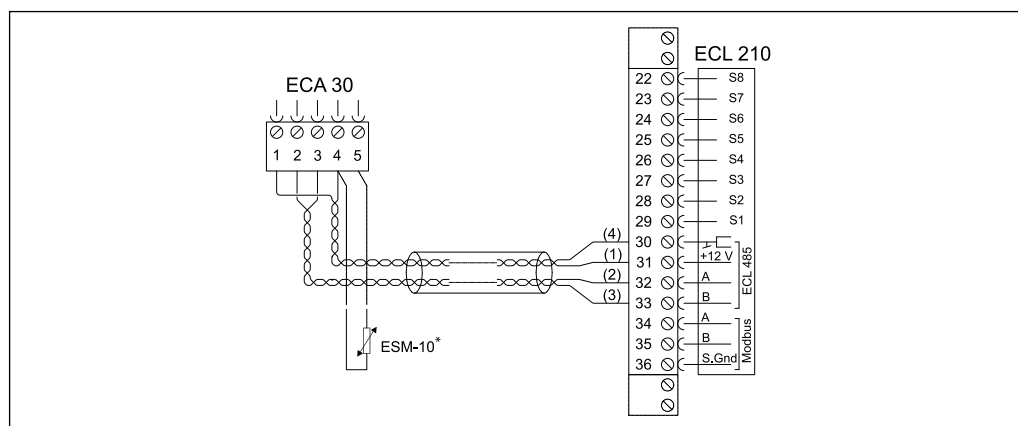 ECA 30
1 2 3 4 5
ESM-10*
(4)
(1)
(2)
(3)
ECL 210
22 S8
23 S7
24 S6
25 S5
26 S4
27 S3
28 S2
29 S1
30
31 +12 V
32 A
33 B
ECL 485
34 A
35 B
36 S.Gnd
Modbus